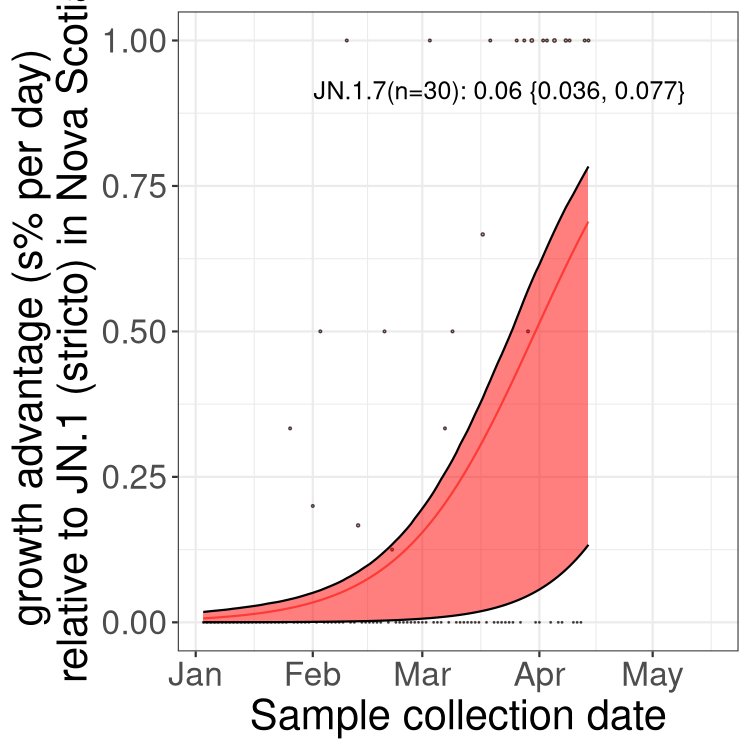 growth advantage (s% per day)
relative to JN.1 (stricto) in Nova Scotia
1.00
0.75
0.50
0.25
0.00
JN.1.7(n=30): 0.06 {0.036, 0.077}
Jan Feb Mar Apr May
Sample collection date